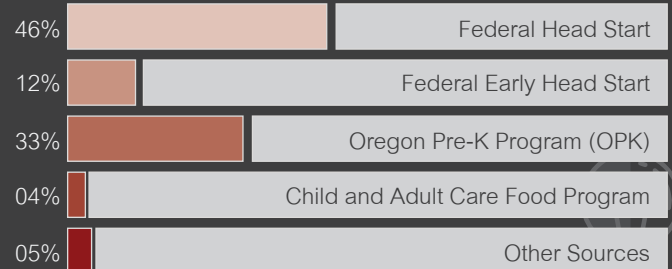 46% Federal Head Start
12% Federal Early Head Start
33% Oregon Pre-K Program (OPK)
04% Child and Adult Care Food Program
05% Other Sources